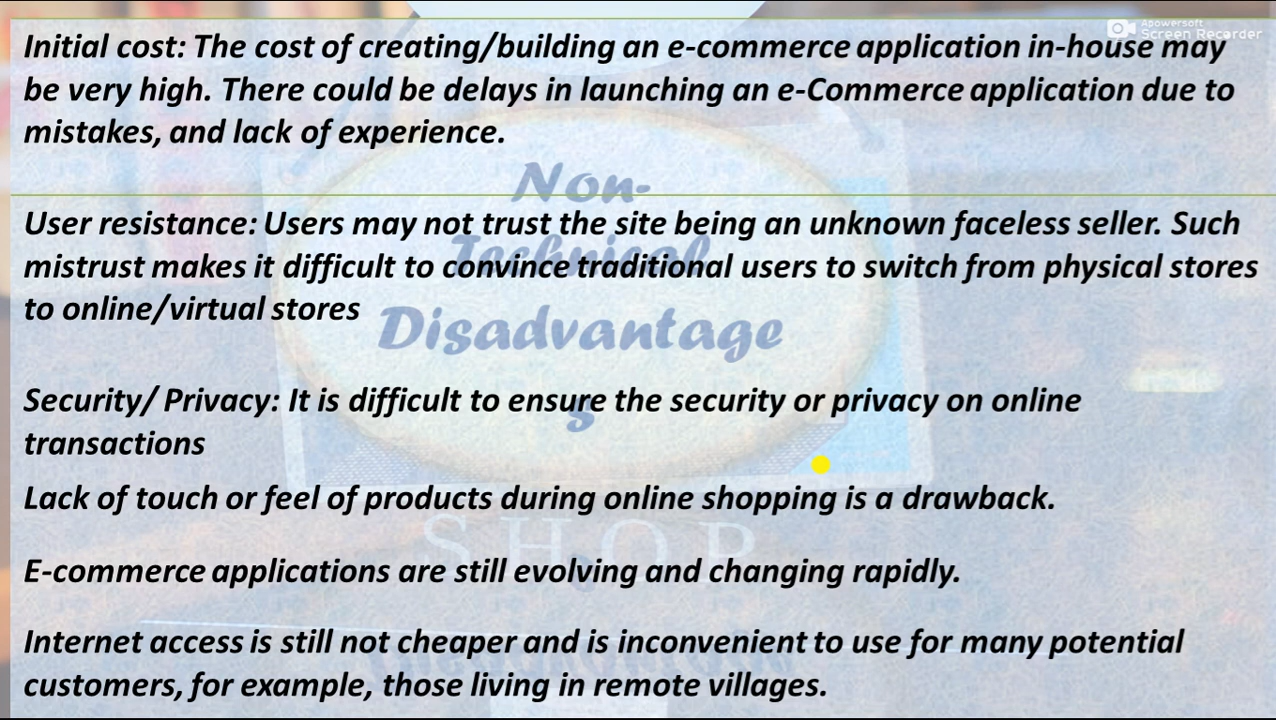 Apowersoft
Screen Recorder
Initial cost: The cost of creating/building an e-commerce application in-house may
be very high. There could be delays in launching an e-Commerce application due to
mistakes, and lack of experience.
Non-
Technical
Disadvantage
s
User resistance: Users may not trust the site being an unknown faceless seller. Such
mistrust makes it difficult to convince traditional users to switch from physical stores
to online/virtual stores
Security/ Privacy: It is difficult to ensure the security or privacy on online
transactions
Lack of touch or feel of products during online shopping is a drawback.
SHOP
E-commerce applications are still evolving and changing rapidly.
Internet access is still not cheaper and is inconvenient to use for many potential
customers, for example, those living in remote villages.